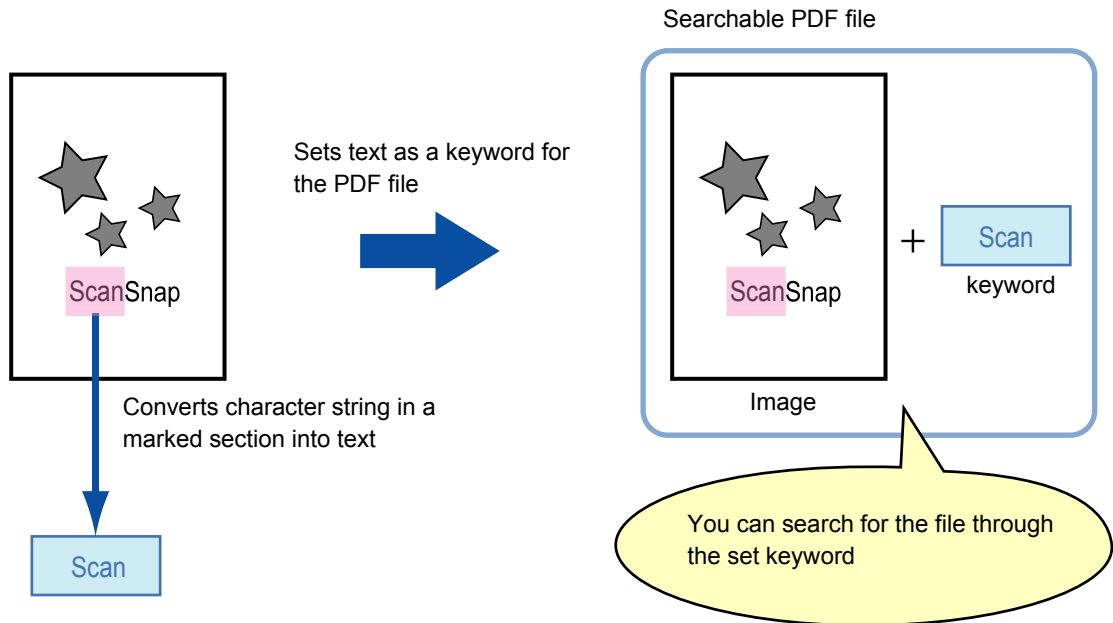 Searchable PDF file
Sets text as a keyword for
the PDF file
ScanSnap
Converts character string in a
marked section into text
Scan
ScanSnap
Image
+
Scan
keyword
You can search for the file through
the set keyword